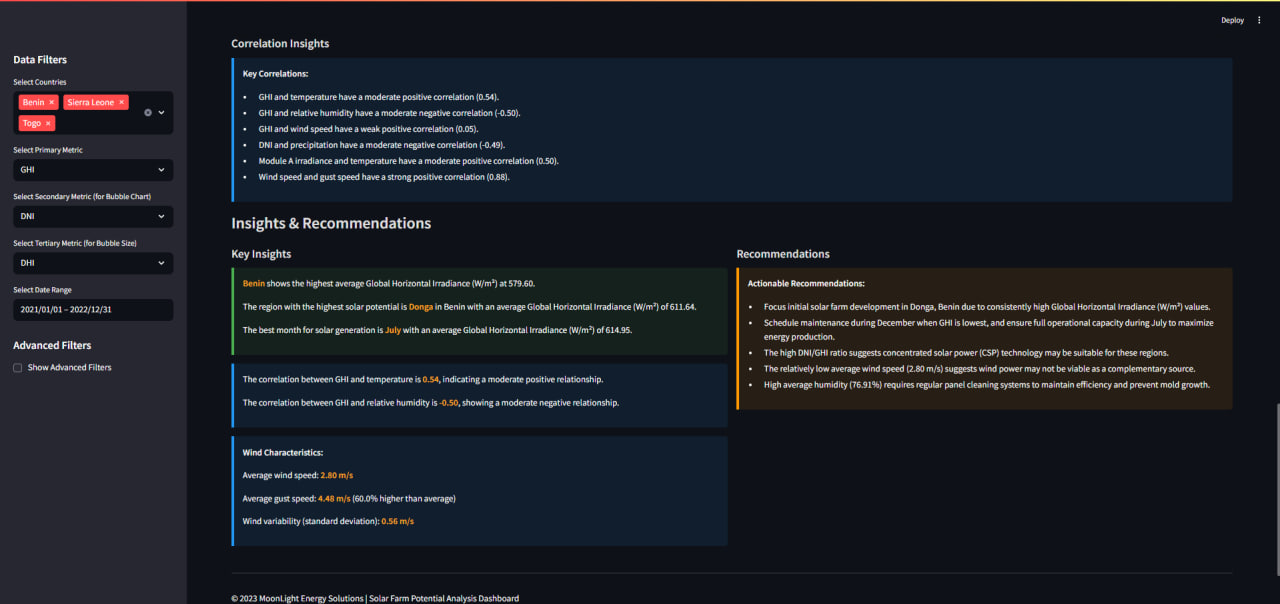 Deploy
Data Filters
Select Countries
Benin ×
Sierra Leone ×
Togo ×
Select Primary Metric
GHI
Select Secondary Metric (for Bubble Chart)
DNI
Select Tertiary Metric (for Bubble Size)
DHI
Select Date Range
2021/01/01 – 2022/12/31
Advanced Filters
Show Advanced Filters
Correlation Insights
Key Correlations:
• GHI and temperature have a moderate positive correlation (0.54).
• GHI and relative humidity have a moderate negative correlation (-0.50).
• GHI and wind speed have a weak positive correlation (0.05).
• DNI and precipitation have a moderate negative correlation (-0.49).
• Module A irradiance and temperature have a moderate positive correlation (0.50).
• Wind speed and gust speed have a strong positive correlation (0.88).
Insights & Recommendations
Key Insights
Benin shows the highest average Global Horizontal Irradiance (W/m²) at 579.60.
The region with the highest solar potential is Donga in Benin with an average Global Horizontal Irradiance (W/m²) of 611.64.
The best month for solar generation is July with an average Global Horizontal Irradiance (W/m²) of 614.95.
The correlation between GHI and temperature is 0.54, indicating a moderate positive relationship.
The correlation between GHI and relative humidity is -0.50, showing a moderate negative relationship.
Wind Characteristics:
Average wind speed: 2.80 m/s
Average gust speed: 4.48 m/s (60.0% higher than average)
Wind variability (standard deviation): 0.56 m/s
Recommendations
Actionable Recommendations:
• Focus initial solar farm development in Donga, Benin due to consistently high Global Horizontal Irradiance (W/m²) values.
• Schedule maintenance during December when GHI is lowest, and ensure full operational capacity during July to maximize
energy production.
• The high DNI/GHI ratio suggests concentrated solar power (CSP) technology may be suitable for these regions.
• The relatively low average wind speed (2.80 m/s) suggests wind power may not be viable as a complementary source.
• High average humidity (76.91%) requires regular panel cleaning systems to maintain efficiency and prevent mold growth.
© 2023 MoonLight Energy Solutions | Solar Farm Potential Analysis Dashboard